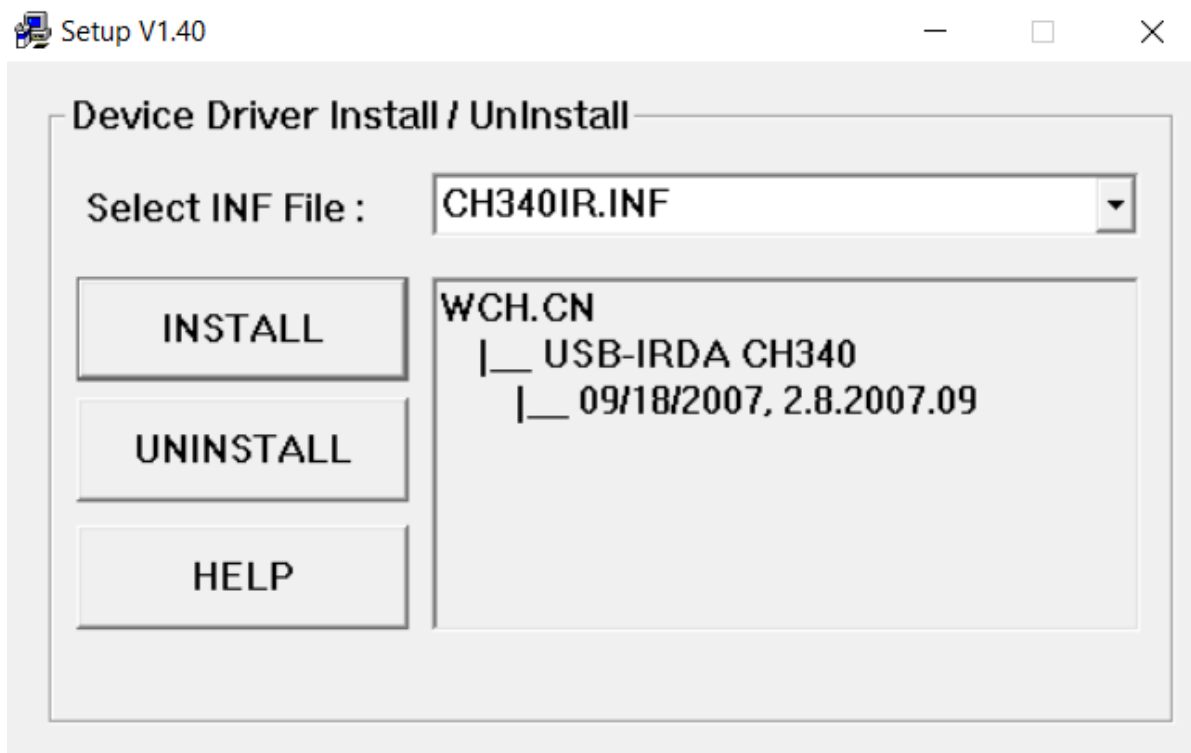 Setup V1.40
Device Driver Install / UnInstall
Select INF File :
CH340IR.INF
INSTALL
UNINSTALL
HELP
WCH.CN
|__ USB-IRDA CH340
|__ 09/18/2007, 2.8.2007.09